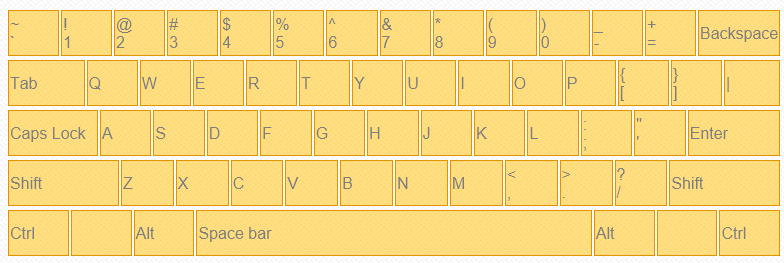 ~ ! @ # $ % ^ & * ( ) _ +
` 1 2 3 4 5 6 7 8 9 0 - = Backspace
Tab Q W E R T Y U I O P { } |
[ ]
Caps Lock A S D F G H J K L : " Enter
; '
Shift Z X C V B N M < > ? Shift
, . /
Ctrl Alt Space bar Alt Ctrl